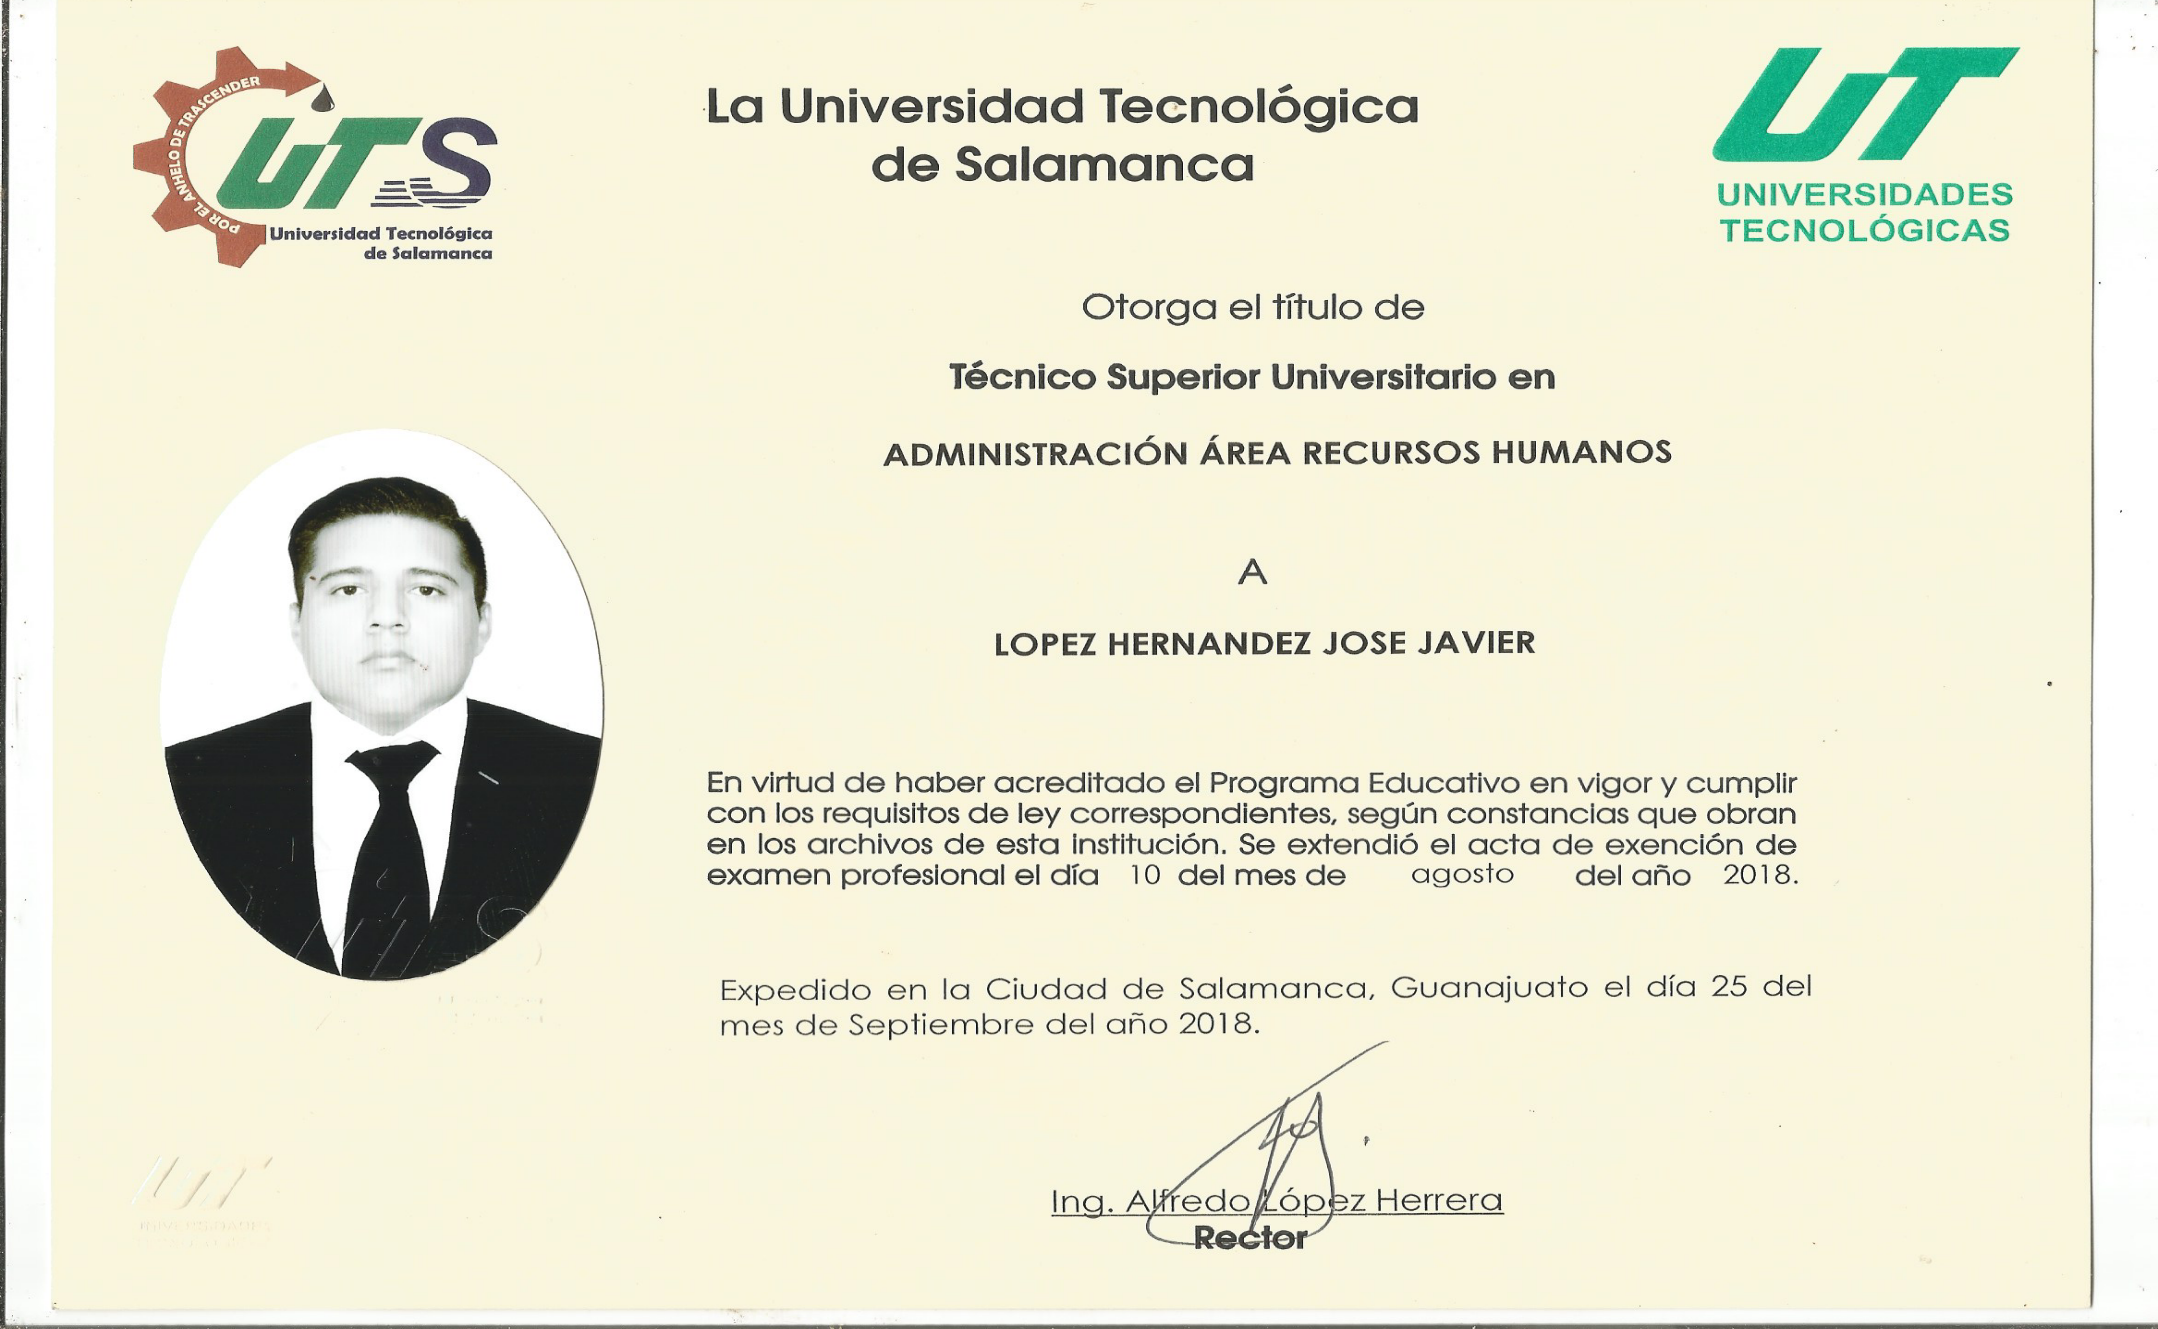 POR EL ANHELO DE TRASCENDER
UTS
Universidad Tecnológica
de Salamanca
La Universidad Tecnológica
de Salamanca
UT
UNIVERSIDADES
TECNOLÓGICAS
Otorga el título de
Técnico Superior Universitario en
ADMINISTRACIÓN ÁREA RECURSOS HUMANOS
A
LOPEZ HERNANDEZ JOSE JAVIER
En virtud de haber acreditado el Programa Educativo en vigor y cumplir
con los requisitos de ley correspondientes, según constancias que obran
en los archivos de esta institución. Se extendió el acta de exención de
examen profesional el día 10 del mes de agosto del año 2018.
Expedido en la Ciudad de Salamanca, Guanajuato el día 25 del
mes de Septiembre del año 2018.
Ing. Alfredo López Herrera
Rector
UT